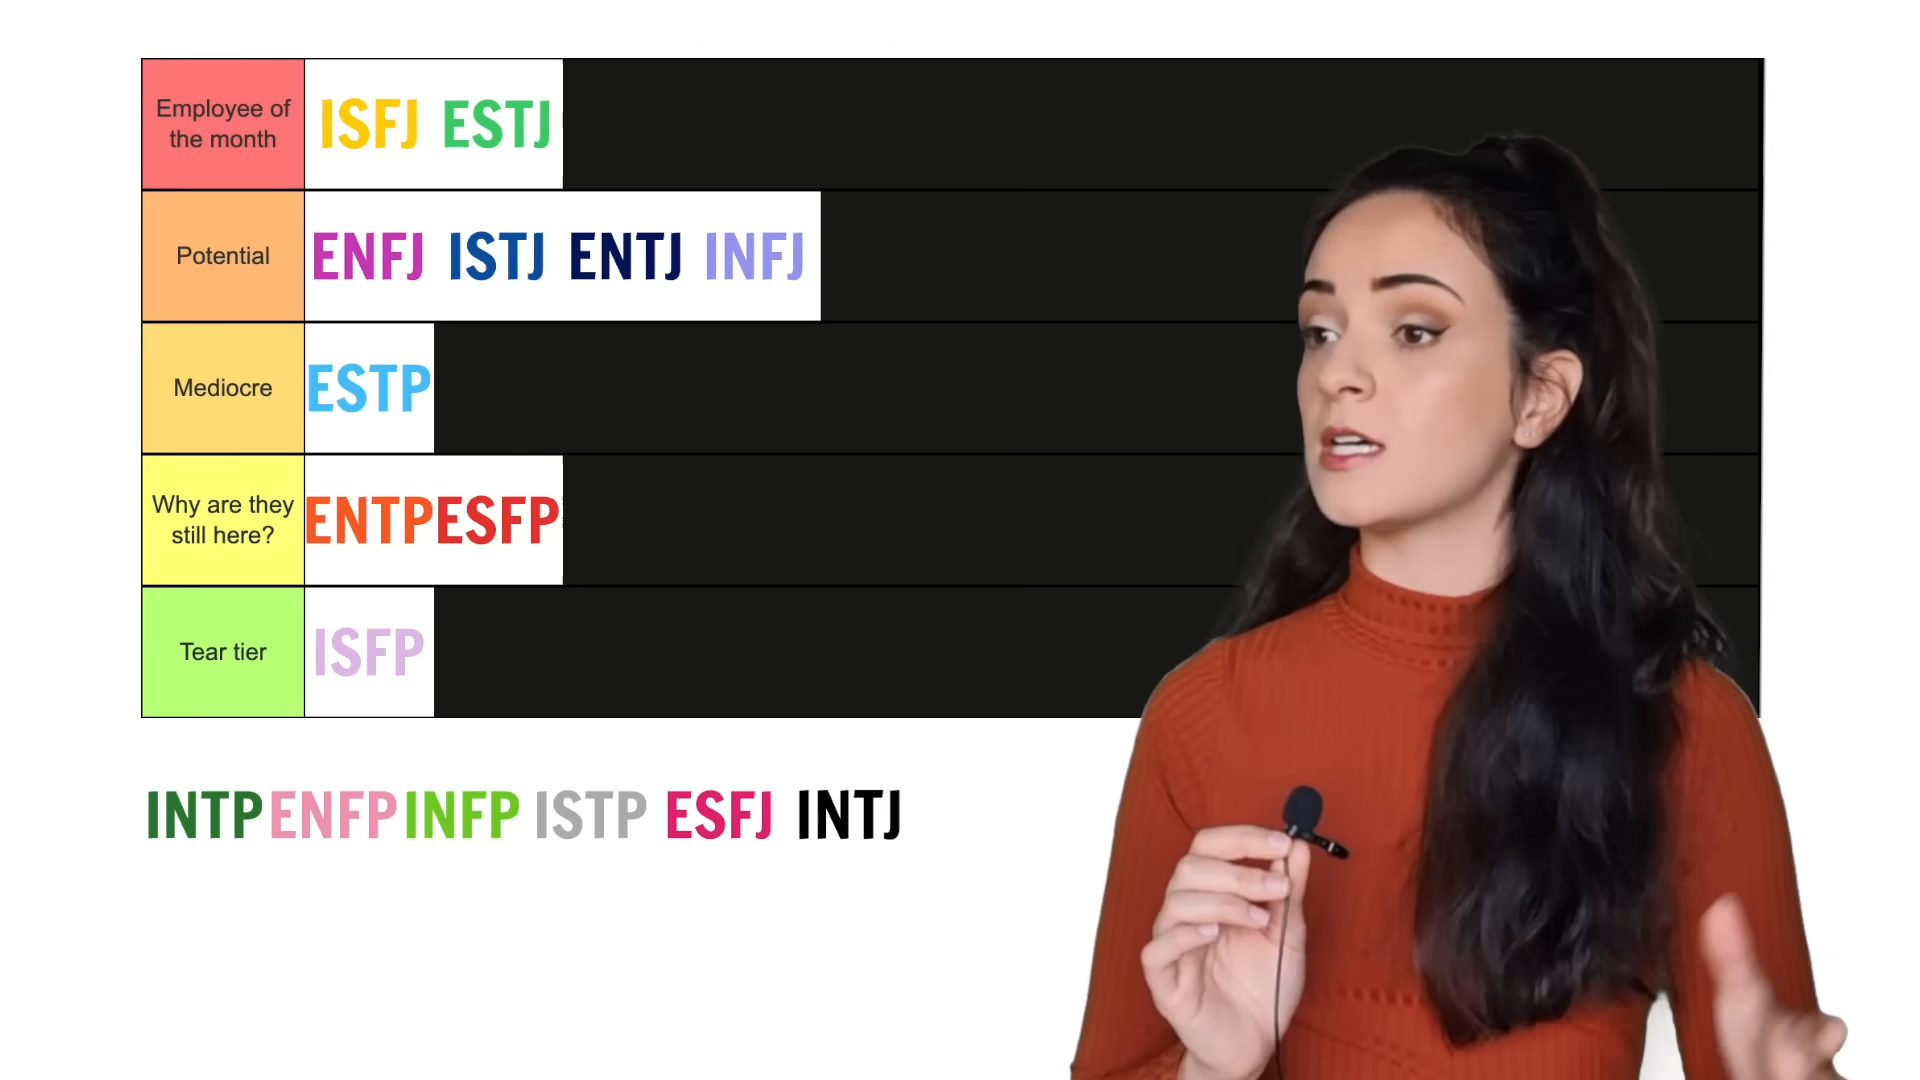 Employee of
the month
ISFJ ESTJ
Potential
ENFJ ISTJ ENTJ INFJ
Mediocre
ESTP
Why are they
still here?
ENTP ESFP
Tear tier
ISFP
INTP ENFP INFP ISTP ESFJ INTJ